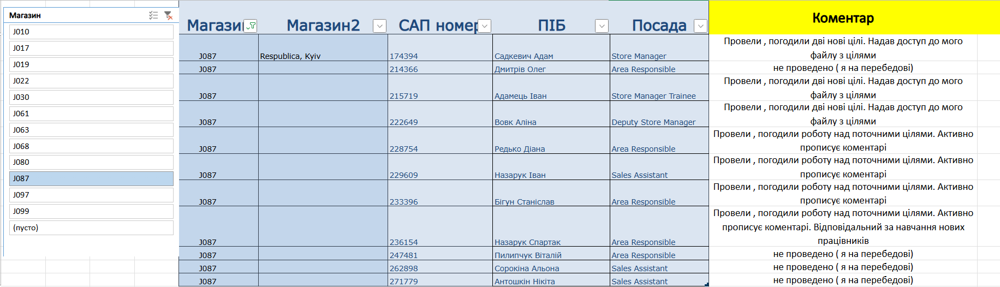 Магазин
J010
J017
J019
J022
J030
J061
J063
J068
J080
J087
J097
J099
(пусто)
Магазин Магазин2 САП номер ПІБ Посада Коментар
J087 Respublica, Kyiv 174394 Садкевич Адам Store Manager Провели , погодили дві нові цілі. Надав доступ до мого
файлу з цілями
J087 214366 Дмитрів Олег Area Responsible не проведено ( я на перебедові)
J087 215719 Адамець Іван Store Manager Trainee Провели , погодили дві нові цілі. Надав доступ до мого
файлу з цілями
J087 222649 Вовк Аліна Deputy Store Manager Провели , погодили дві нові цілі. Надав доступ до мого
файлу з цілями
J087 228754 Редько Діана Area Responsible Провели , погодили роботу над поточними цілями. Активно
прописує коментарі
J087 229609 Назарук Іван Sales Assistant Провели , погодили роботу над поточними цілями. Активно
прописує коментарі
J087 233396 Бігун Станіслав Area Responsible Провели , погодили роботу над поточними цілями. Активно
прописує коментарі
J087 236154 Назарук Спартак Area Responsible Провели , погодили роботу над поточними цілями. Активно
прописує коментарі. Відповідальний за навчання нових
працівників
J087 247481 Пилипчук Віталій Area Responsible не проведено ( я на перебедові)
J087 262898 Сорокіна Альона Sales Assistant не проведено ( я на перебедові)
J087 271779 Антошкін Нікіта Sales Assistant не проведено ( я на перебедові)